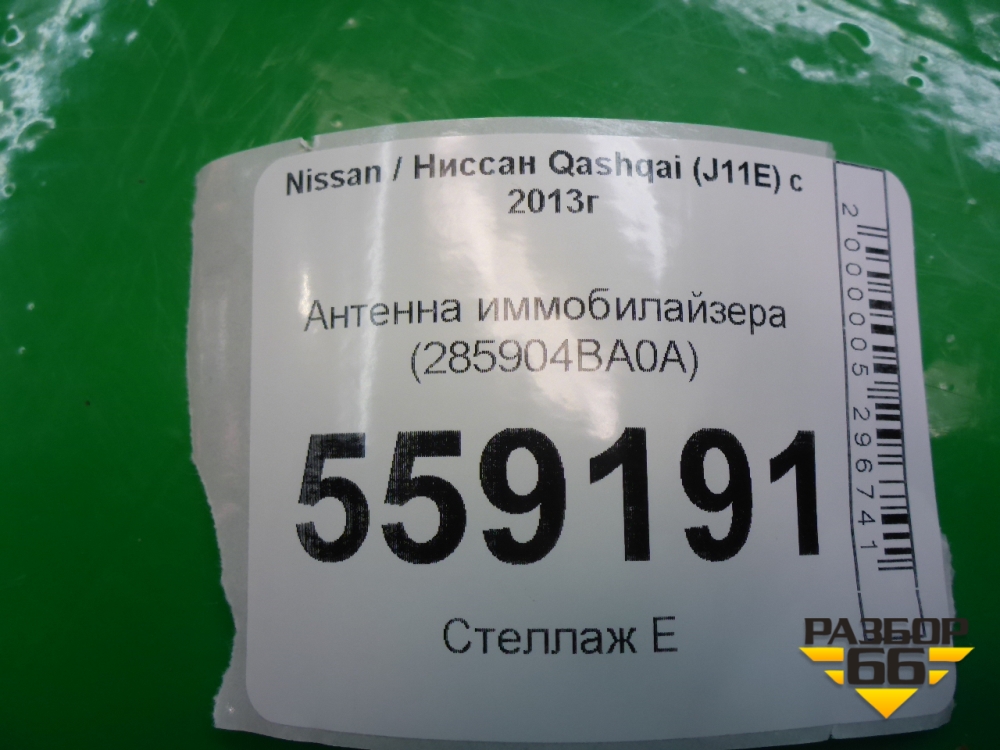 Nissan / Ниссан Qashqai (J11E) с
2013г
Антенна иммобилайзера
(285904BA0A)
559191
Стеллаж Е
2000005296741
РАЗБОР
66